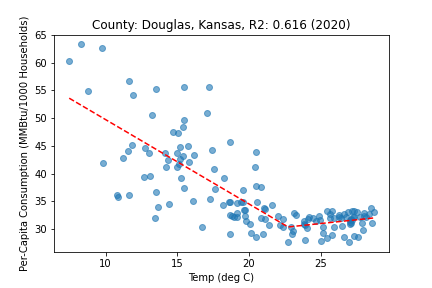 County: Douglas, Kansas, R2: 0.616 (2020)
Per-Capita Consumption (MMBtu/1000 Households)
65
60
55
50
45
40
35
30
10 15 20 25
Temp (deg C)